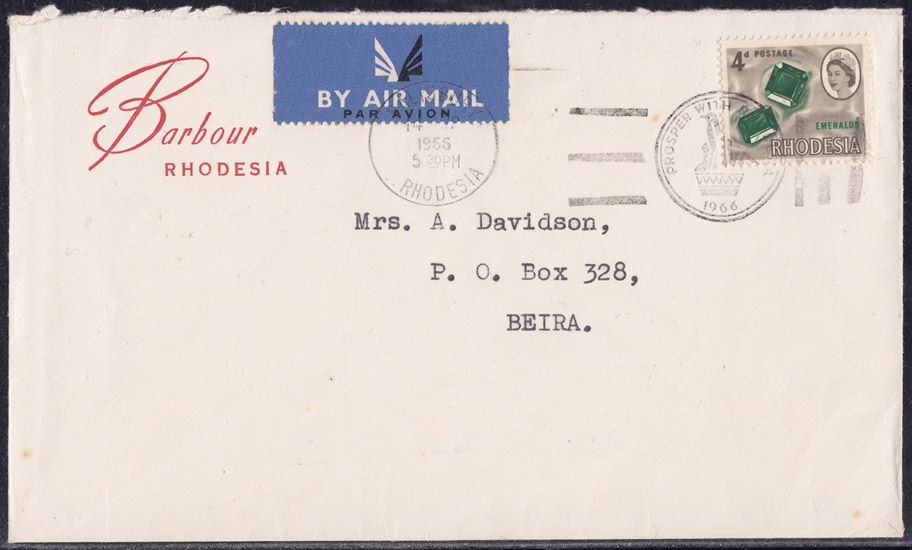 Barbour
RHODESIA
BY AIR MAIL
PAR AVION
1966
5 30PM
RHODESIA
PROSPER WITH
1966
4d POSTAGE
EMERALDS
RHODESIA
Mrs. A. Davidson,
P. O. Box 328,
BEIRA.